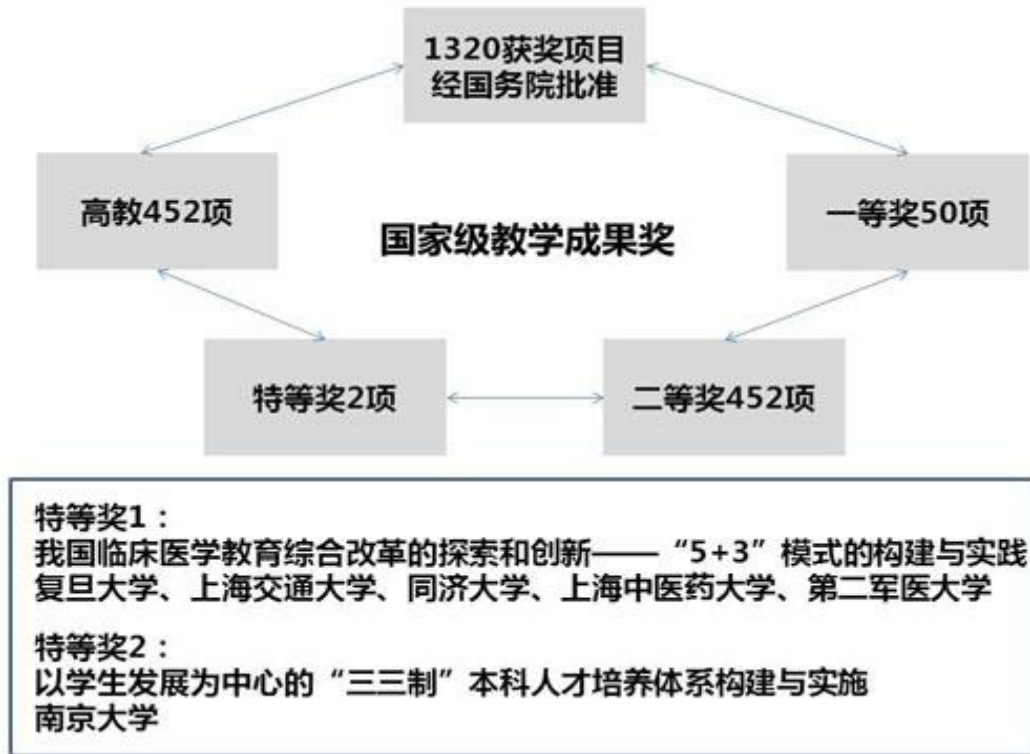 1320获奖项目
经国务院批准
高教452项
一等奖50项
国家级教学成果奖
特等奖2项
二等奖452项
特等奖1：
我国临床医学教育综合改革的探索和创新——“5+3”模式的构建与实践
复旦大学、上海交通大学、同济大学、上海中医药大学、第二军医大学
特等奖2：
以学生发展为中心的“三三制”本科人才培养体系构建与实施
南京大学